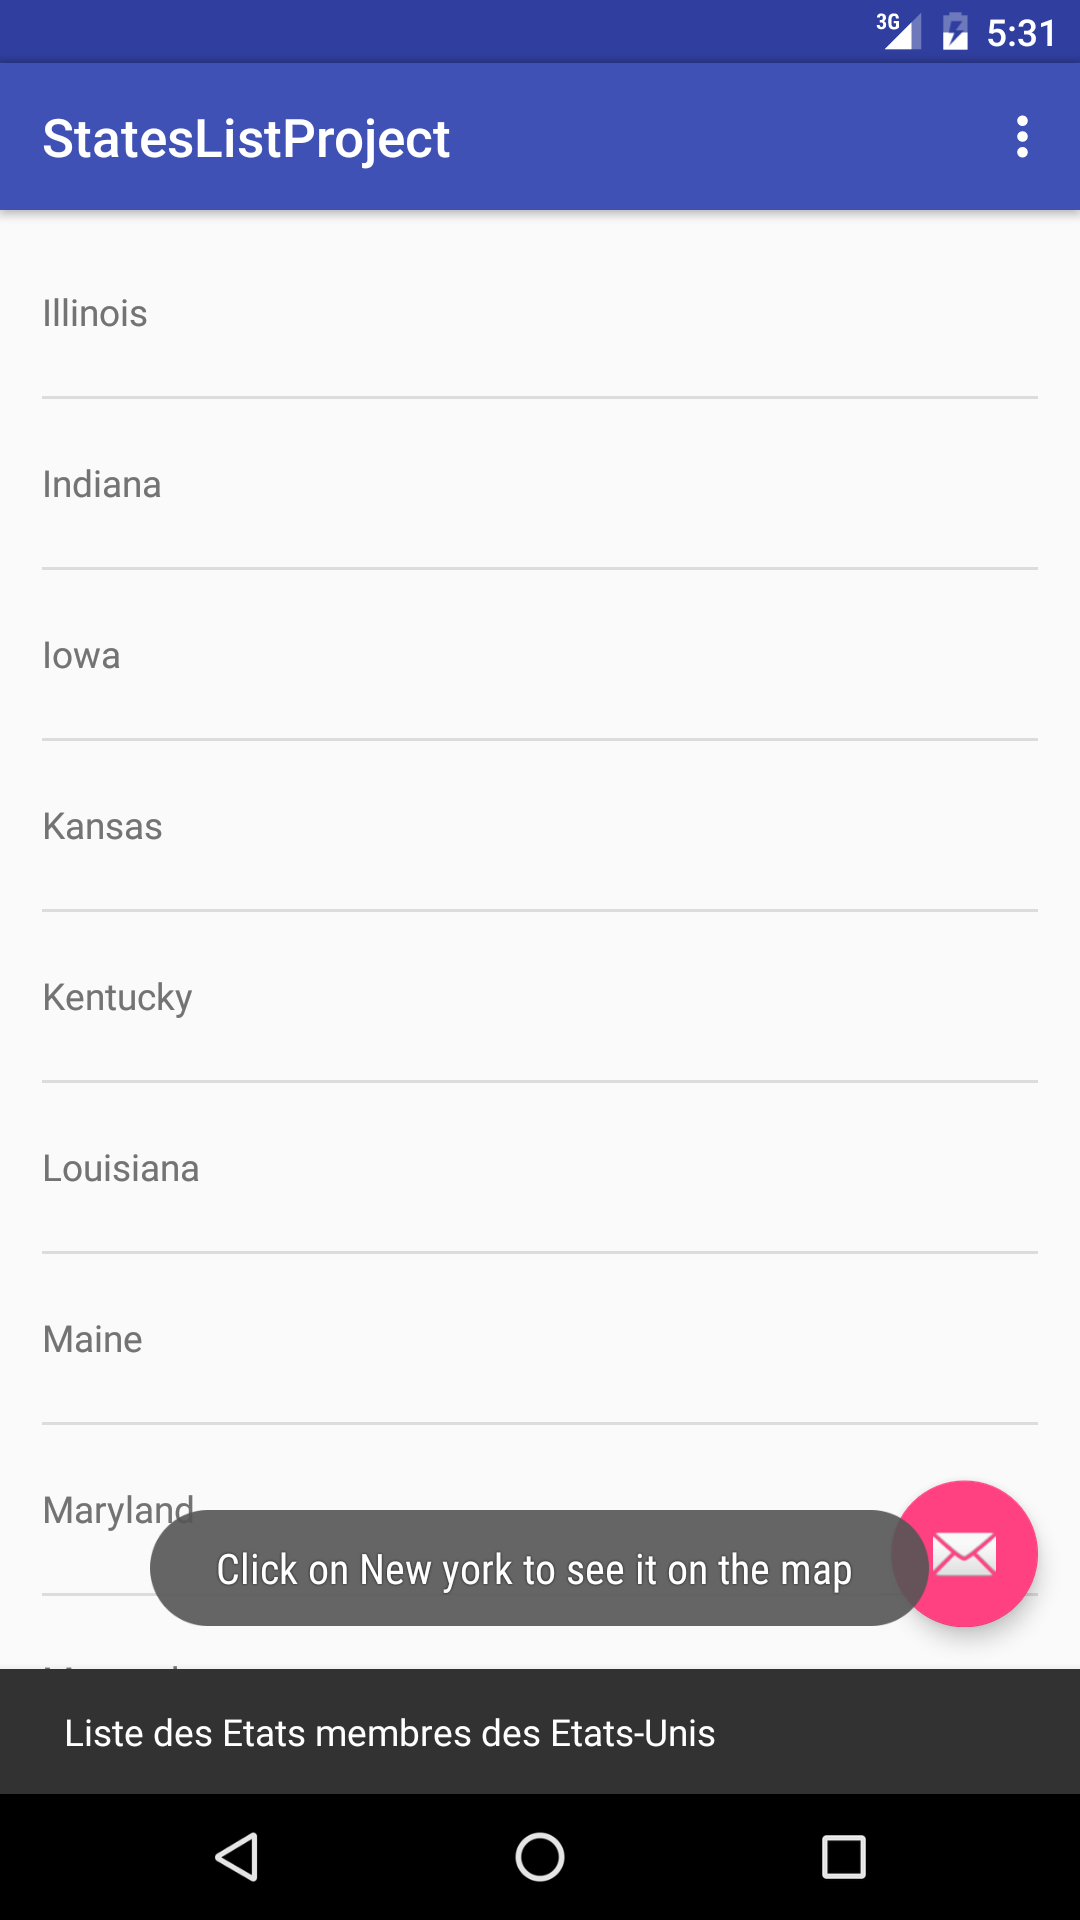 3G 5:31
StatesListProject
Illinois
Indiana
Iowa
Kansas
Kentucky
Louisiana
Maine
Maryland
Click on New york to see it on the map
Liste des Etats membres des Etats-Unis